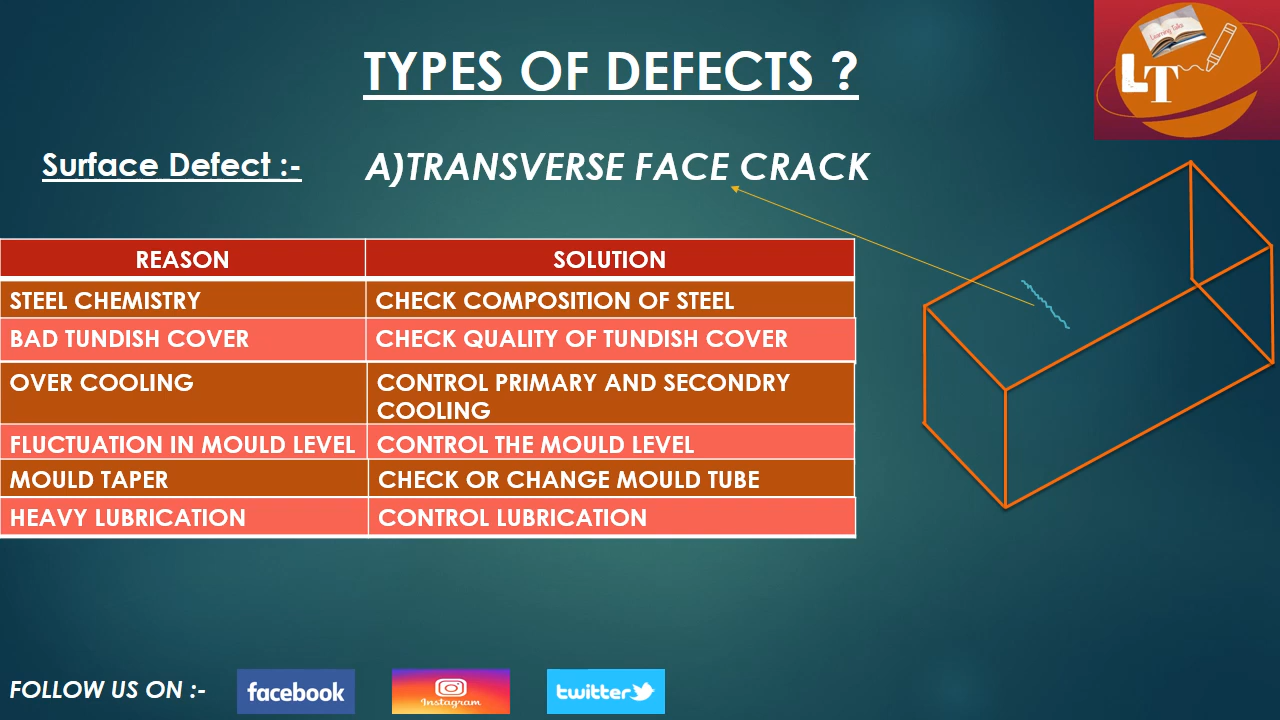 TYPES OF DEFECTS ?
Learning Talks
LT
Surface Defect :-
A)TRANSVERSE FACE CRACK
REASON SOLUTION
STEEL CHEMISTRY CHECK COMPOSITION OF STEEL
BAD TUNDISH COVER CHECK QUALITY OF TUNDISH COVER
OVER COOLING CONTROL PRIMARY AND SECONDRY
COOLING
FLUCTUATION IN MOULD LEVEL CONTROL THE MOULD LEVEL
MOULD TAPER CHECK OR CHANGE MOULD TUBE
HEAVY LUBRICATION CONTROL LUBRICATION
FOLLOW US ON :- facebook Instagram twitter